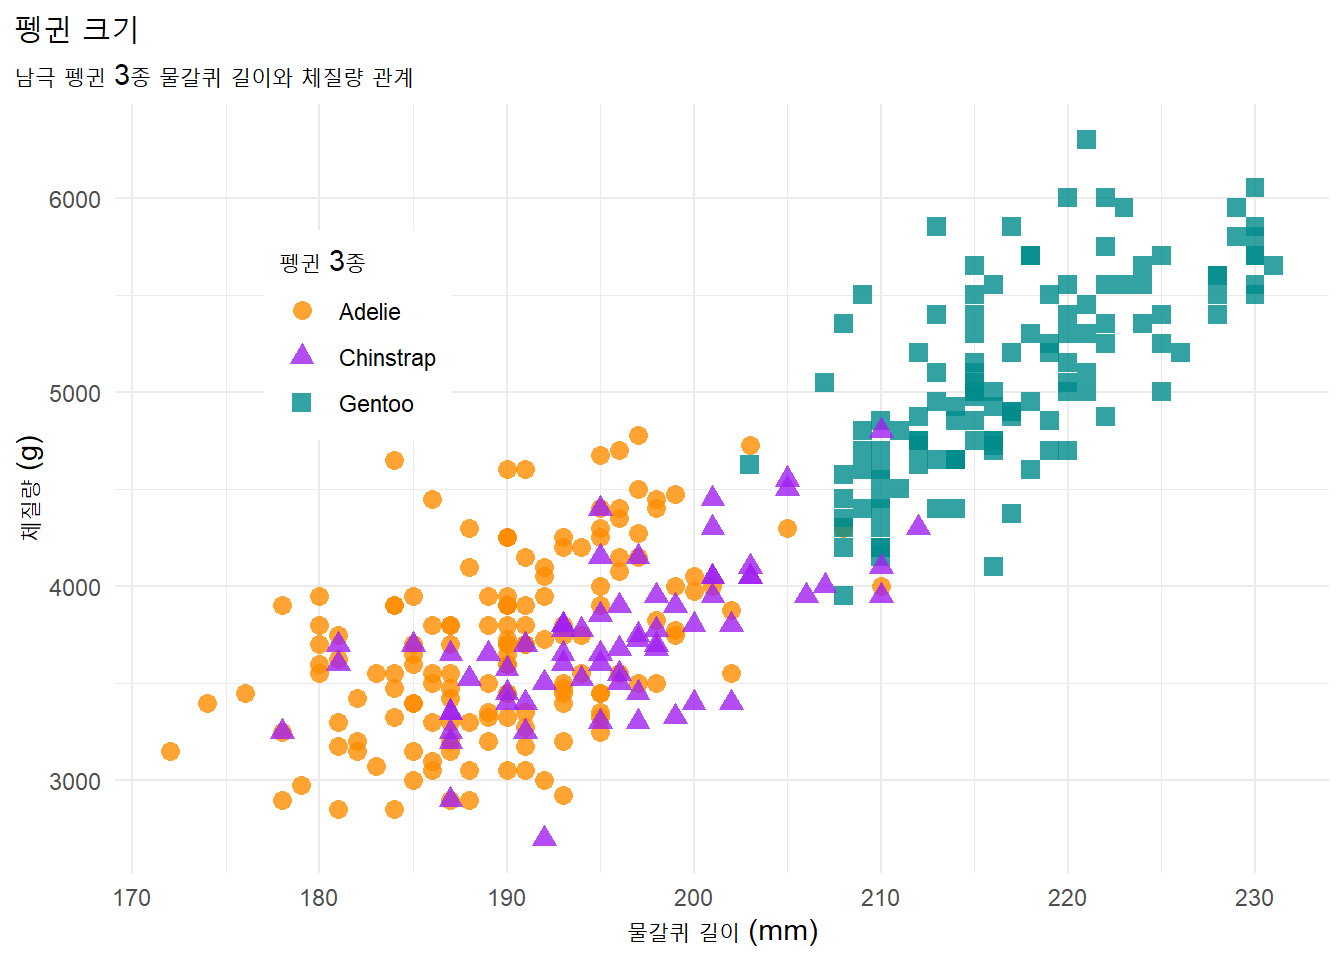 펭귄 크기
남극 펭귄 3종 물갈퀴 길이와 체질량 관계
체질량 (g)
6000
5000
4000
3000
펭귄 3종
Adelie
Chinstrap
Gentoo
170 180 190 200 210 220 230
물갈퀴 길이 (mm)